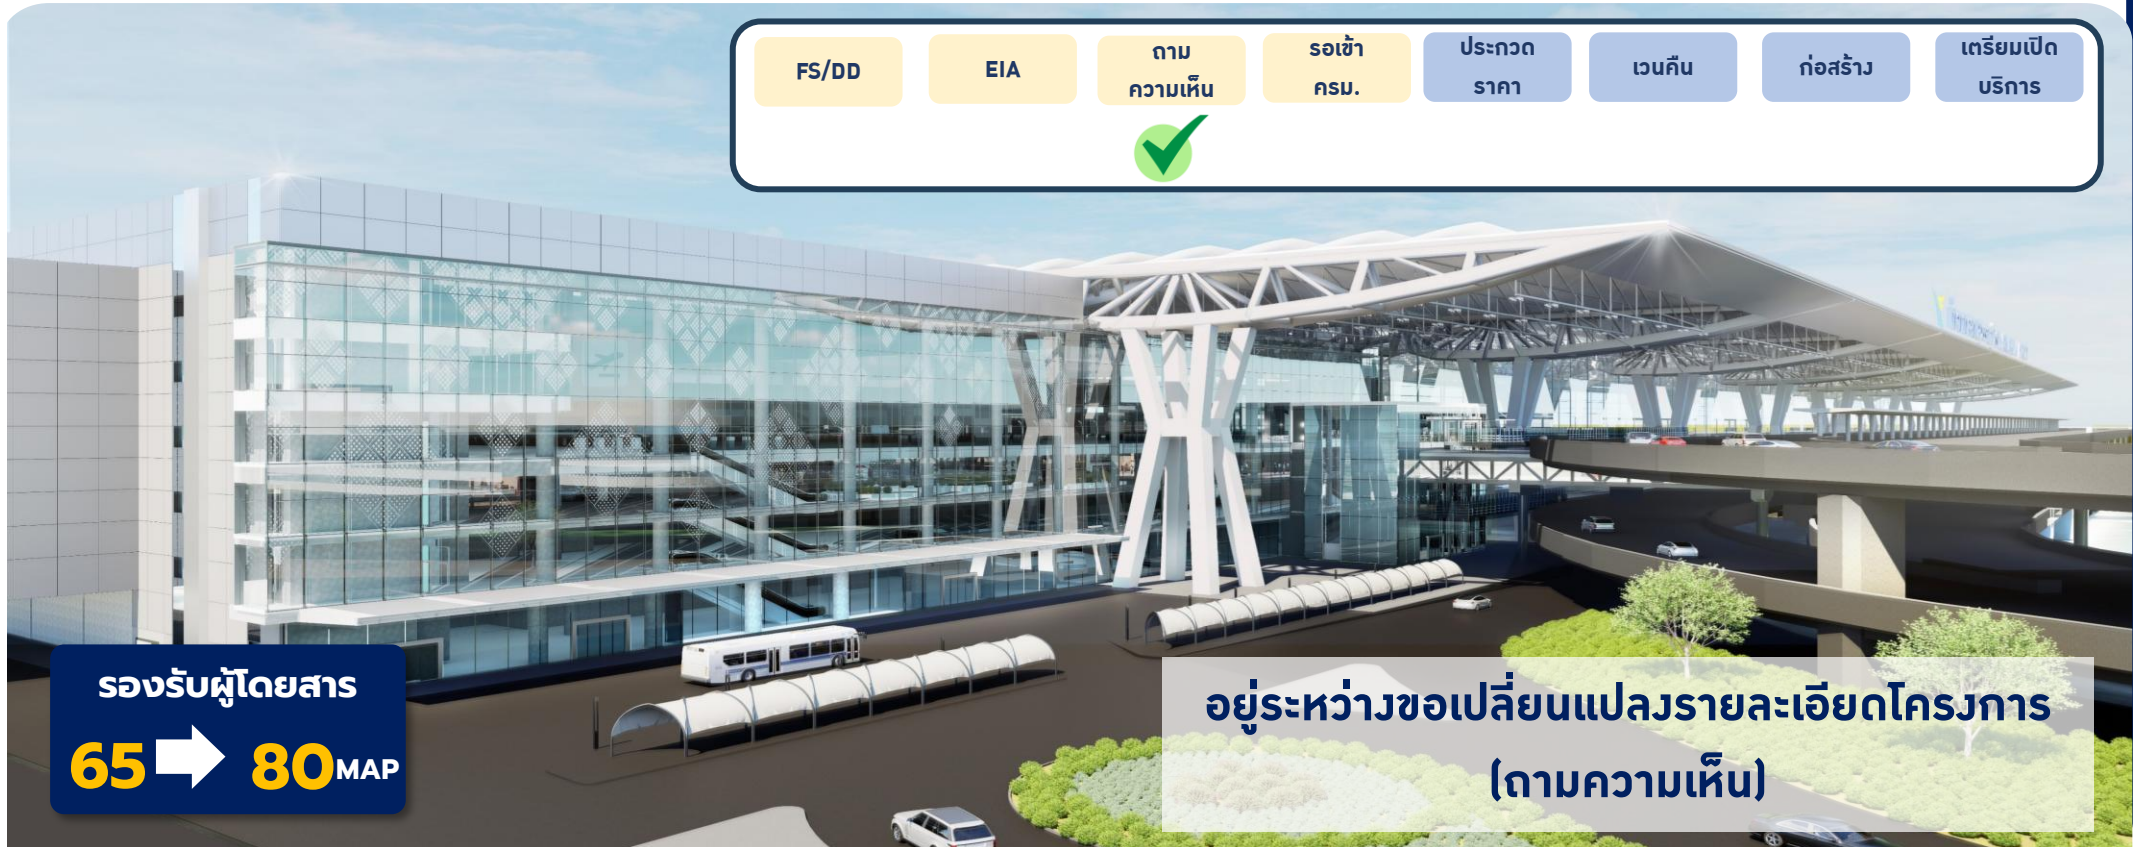 FS/DD
EIA
ถาม
ความเห็น
รอเข้า
ครม.
ประกวด
ราคา
เวนคืน
ก่อสร้าง
เตรียมเปิด
บริการ
รองรับผู้โดยสาร
65 80 MAP
อยู่ระหว่างขอเปลี่ยนแปลงรายละเอียดโครงการ
(ถามความเห็น)